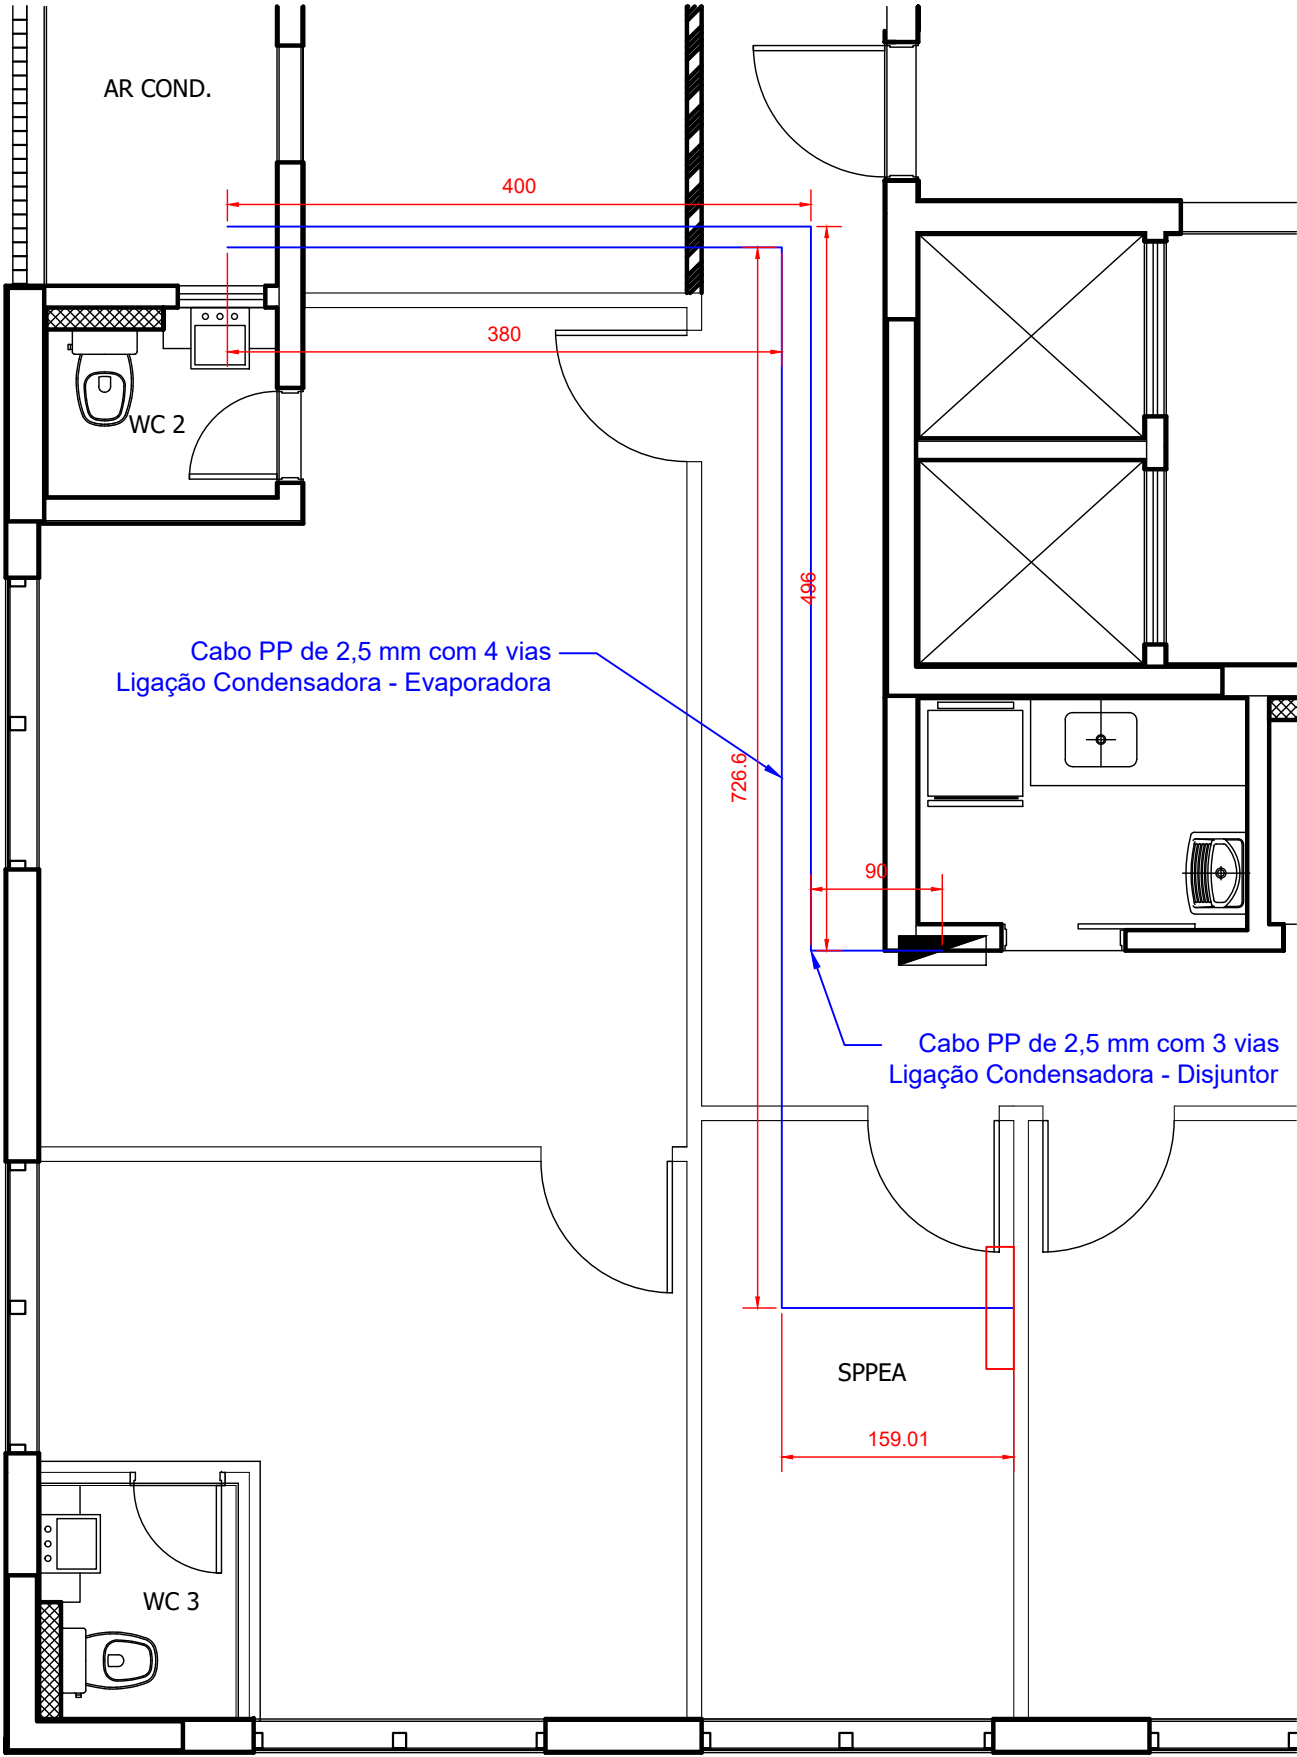 AR COND.
400
380
WC 2
496
Cabo PP de 2,5 mm com 4 vias
Ligação Condensadora - Evaporadora
726.6
90
Cabo PP de 2,5 mm com 3 vias
Ligação Condensadora - Disjuntor
SPPEA
159.01
WC 3